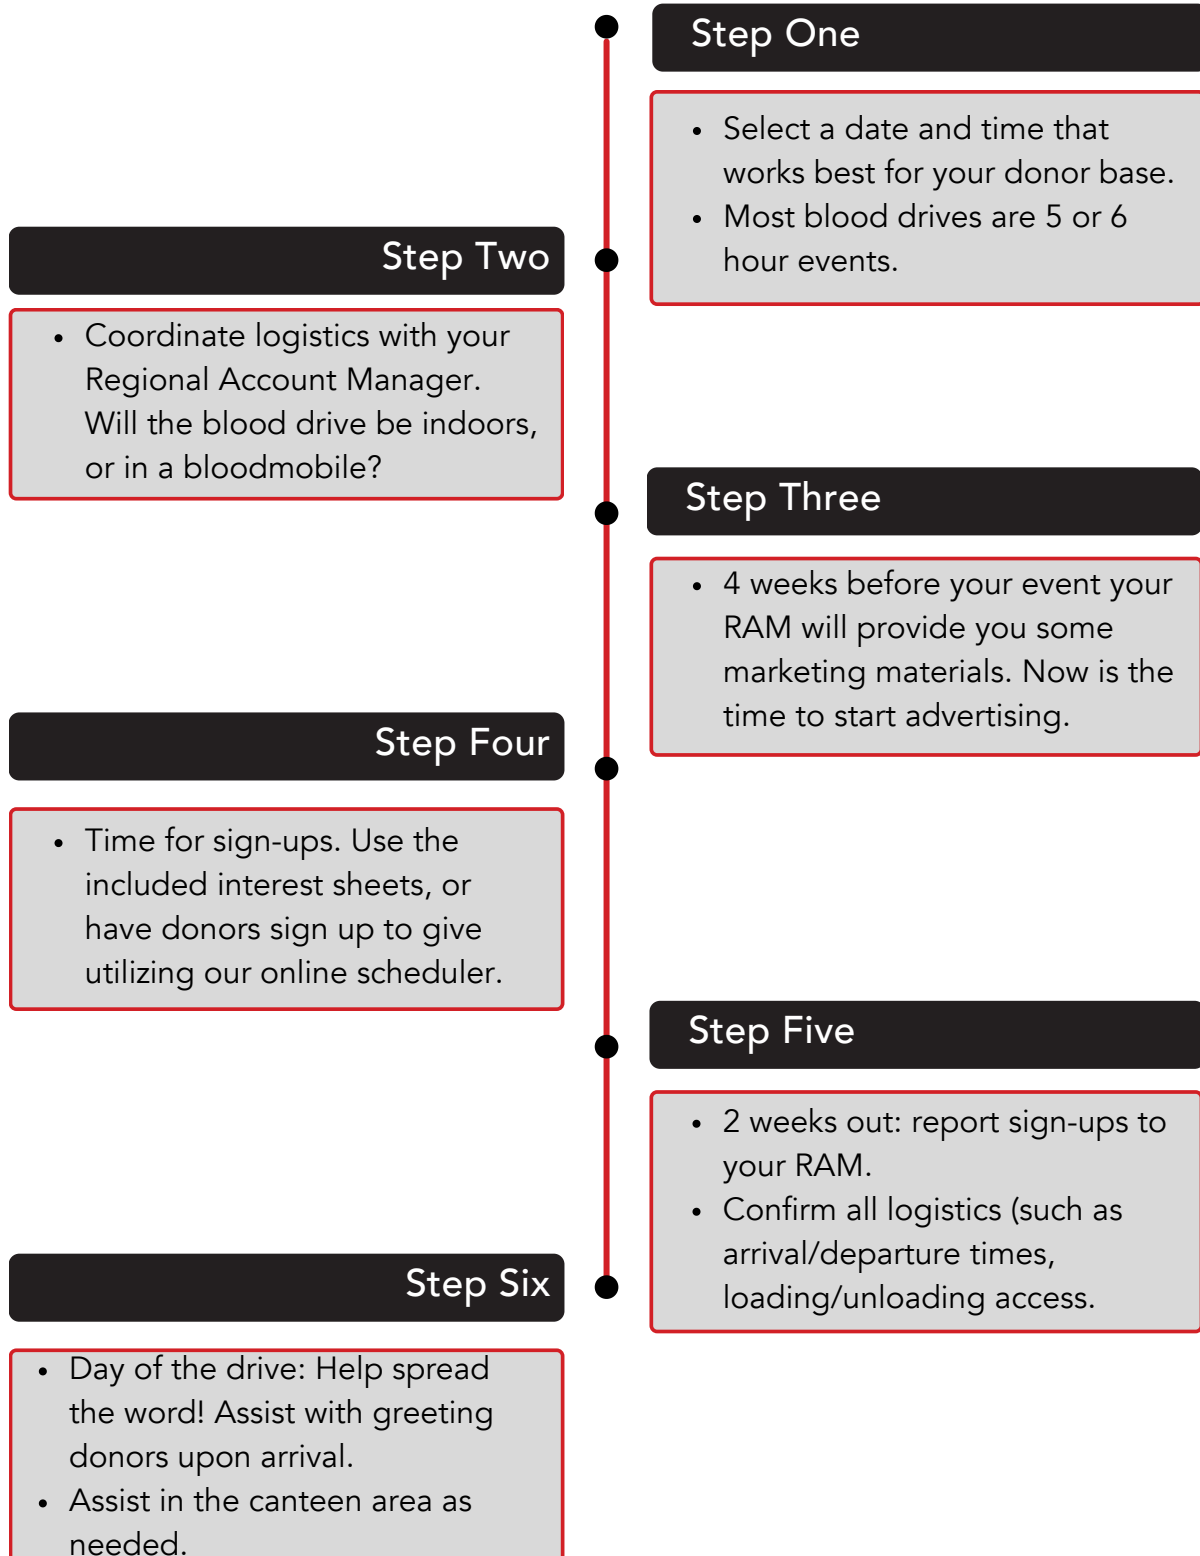 Step One
• Select a date and time that
works best for your donor base.
• Most blood drives are 5 or 6
hour events.
Step Two
• Coordinate logistics with your
Regional Account Manager.
Will the blood drive be indoors,
or in a bloodmobile?
Step Three
• 4 weeks before your event your
RAM will provide you some
marketing materials. Now is the
time to start advertising.
Step Four
• Time for sign-ups. Use the
included interest sheets, or
have donors sign up to give
utilizing our online scheduler.
Step Five
• 2 weeks out: report sign-ups to
your RAM.
• Confirm all logistics (such as
arrival/departure times,
loading/unloading access.
Step Six
• Day of the drive: Help spread
the word! Assist with greeting
donors upon arrival.
• Assist in the canteen area as
needed.